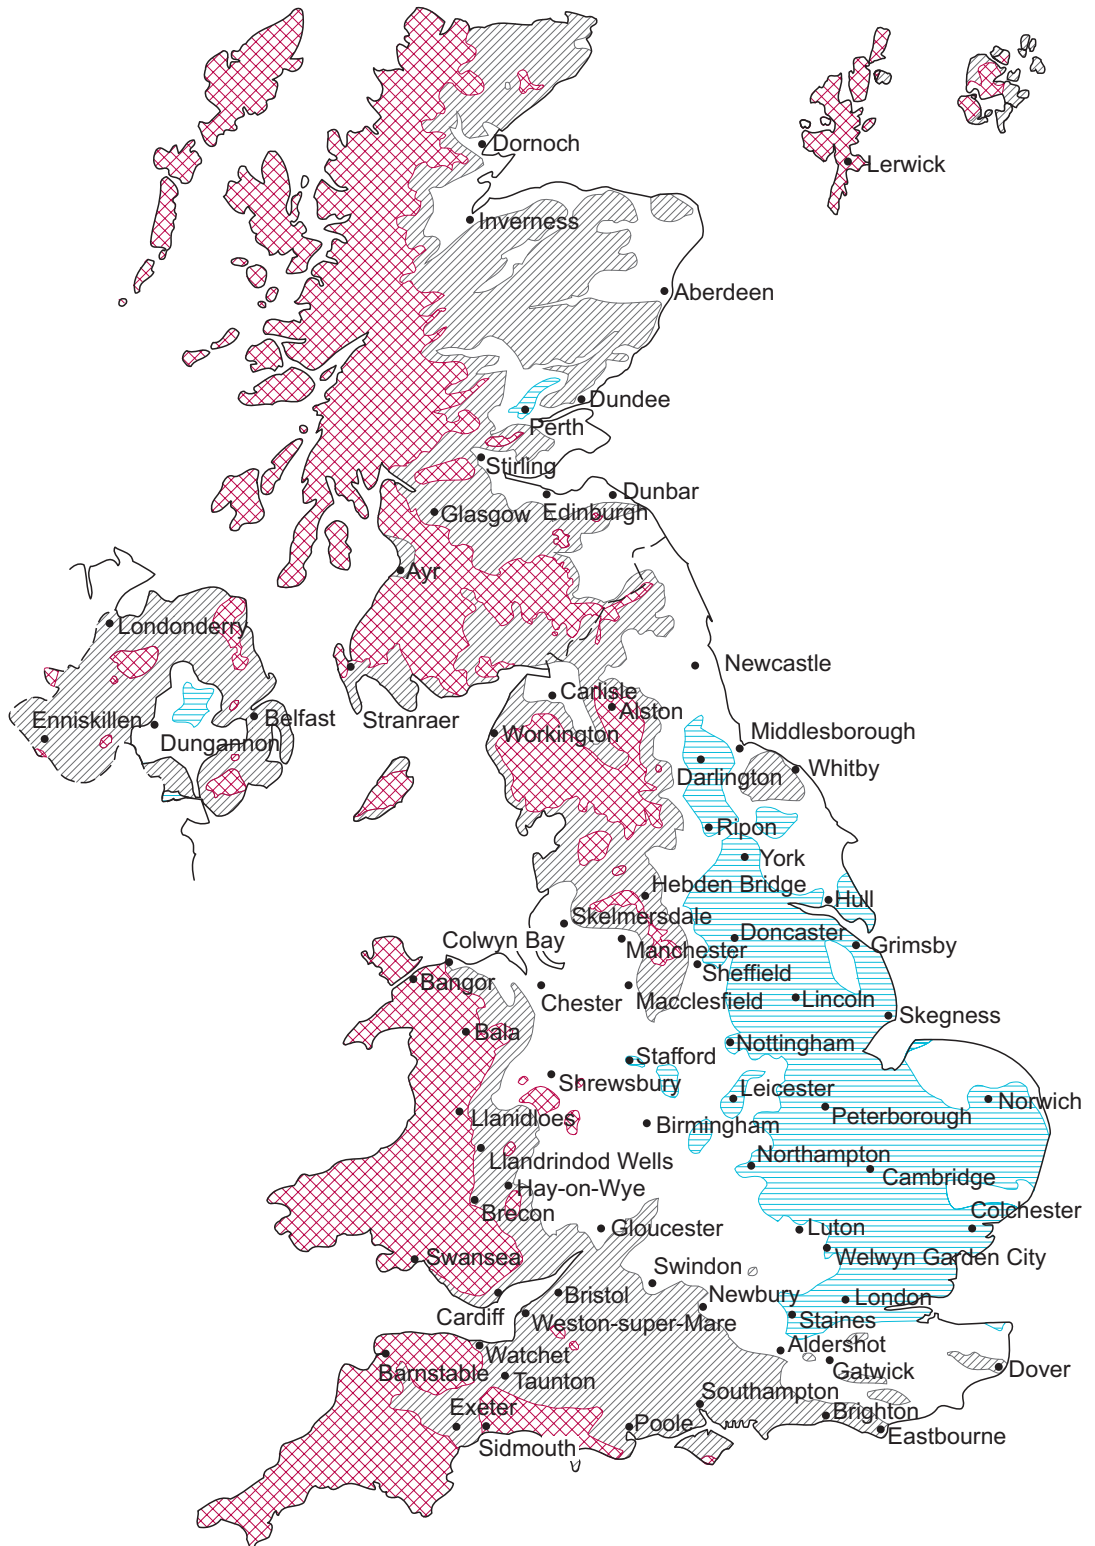 Dornoch
Lerwick
Inverness
Aberdeen
Dundee
Perth
Stirling
Dunbar
Glasgow
Edinburgh
Ayr
Londonderry
Newcastle
Carlisle
Alston
Enniskillen
Belfast
Stranraer
Dungannon
Workington
Middlesborough
Whitby
Darlington
Ripon
York
Hebden Bridge
Hull
Skelmersdale
Doncaster
Grimsby
Colwyn Bay
Manchester
Sheffield
Bangor
Chester
Macclesfield
Lincoln
Skegness
Bala
Nottingham
Stafford
Shrewsbury
Leicester
Norwich
Llanidloes
Peterborough
Birmingham
Northampton
Llandrindod Wells
Cambridge
Hay-on-Wye
Brecon
Colchester
Gloucester
Luton
Swansea
Welwyn Garden City
Swindon
Bristol
Newbury
London
Cardiff
Weston-super-Mare
Staines
Aldershot
Watchet
Barnstable
Gatwick
Dover
Taunton
Southampton
Exeter
Poole
Brighton
Sidmouth
Eastbourne